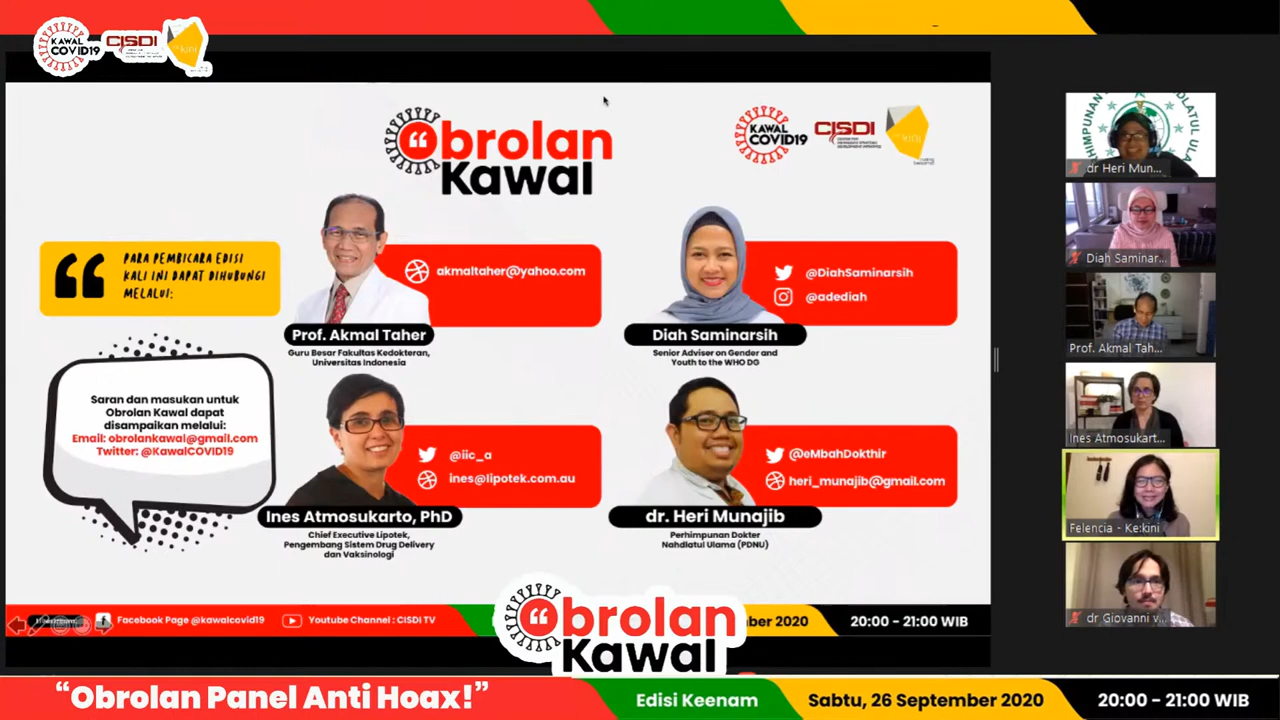 KAWAL
COVID19
CISDI
KAWAL
COVID19
CISDI
Obrolan
Kawal
PARA PEMBICARA EDISI
KALI INI DAPAT DIHUBUNGI
MELALUI:
akmaltaher@yahoo.com
Prof. Akmal Taher
Guru Besar Fakultas Kedokteran,
Universitas Indonesia
@DiahSaminarsih
@adediah
Diah Saminarsih
Senior Adviser on Gender and
Youth to the WHO DG
Saran dan masukan untuk
Obrolan Kawal dapat
disampaikan melalui:
Email: obrolankawal@gmail.com
Twitter: @KawalCOVID19
@iic_a
ines@lipotek.com.au
Ines Atmosukarto, PhD
Chief Executive Lipotek,
Pengembang Sistem Drug Delivery
dan Vaksinologi
@eMbahDokthir
heri_munajib@gmail.com
dr. Heri Munajib
Perhimpunan Dokter
Nahdlatul Ulama (PDNU)
dr Heri Mun...
Diah Saminar...
Prof. Akmal Tah...
Ines Atmosukart...
Felencia - Ke:kini
dr Giovanni v...
Facebook Page @kawalcovid19
Youtube Channel : CISDI TV
mber 2020
20:00 - 21:00 WIB
Obrolan
Kawal
“Obrolan Panel Anti Hoax!”
Edisi Keenam
Sabtu, 26 September 2020
20:00 - 21:00 WIB